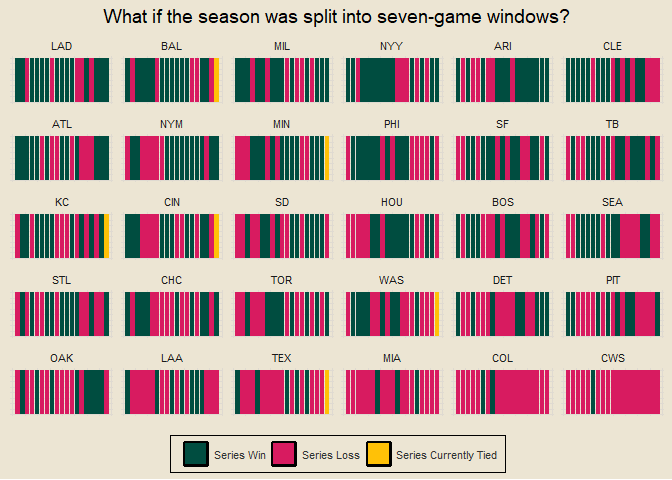 What if the season was split into seven-game windows?
LAD BAL MIL NYY ARI CLE
ATL NYM MIN PHI SF TB
KC CIN SD HOU BOS SEA
STL CHC TOR WAS DET PIT
OAK LAA TEX MIA COL CWS
Series Win Series Loss Series Currently Tied